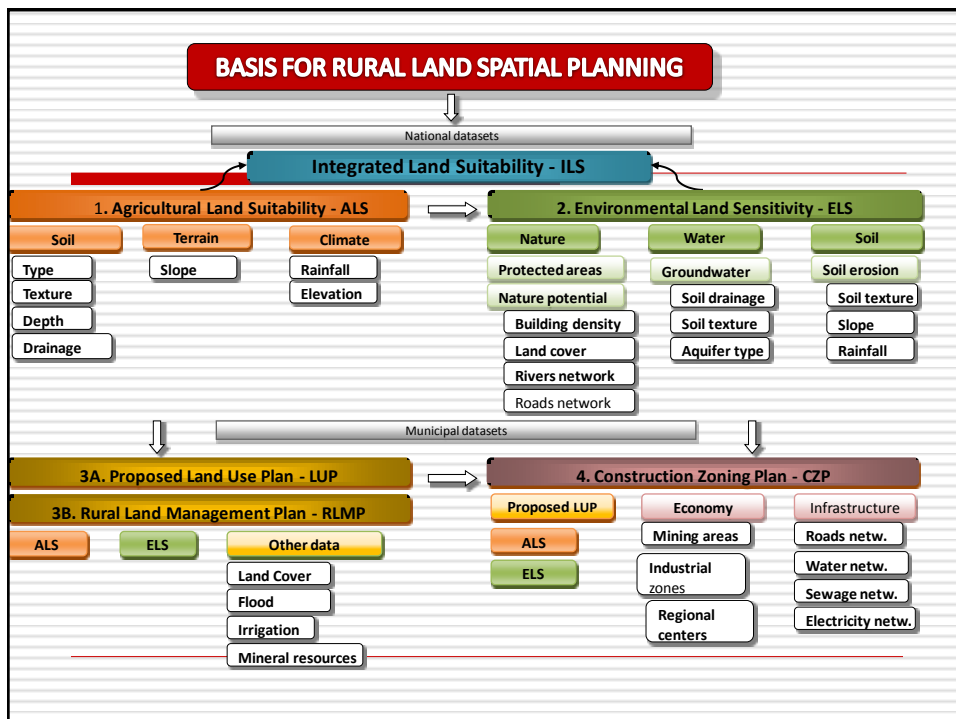 BASIS FOR RURAL LAND SPATIAL PLANNING
National datasets
Integrated Land Suitability - ILS
1. Agricultural Land Suitability - ALS
Soil
Type
Texture
Depth
Drainage
Terrain
Slope
Climate
Rainfall
Elevation
2. Environmental Land Sensitivity - ELS
Nature
Protected areas
Nature potential
Building density
Land cover
Rivers network
Roads network
Water
Groundwater
Soil drainage
Soil texture
Aquifer type
Soil
Soil erosion
Soil texture
Slope
Rainfall
Municipal datasets
3A. Proposed Land Use Plan - LUP
3B. Rural Land Management Plan - RLMP
ALS
ELS
Other data
Land Cover
Flood
Irrigation
Mineral resources
4. Construction Zoning Plan - CZP
Proposed LUP
ALS
ELS
Economy
Mining areas
Industrial
zones
Regional
centers
Infrastructure
Roads netw.
Water netw.
Sewage netw.
Electricity netw.